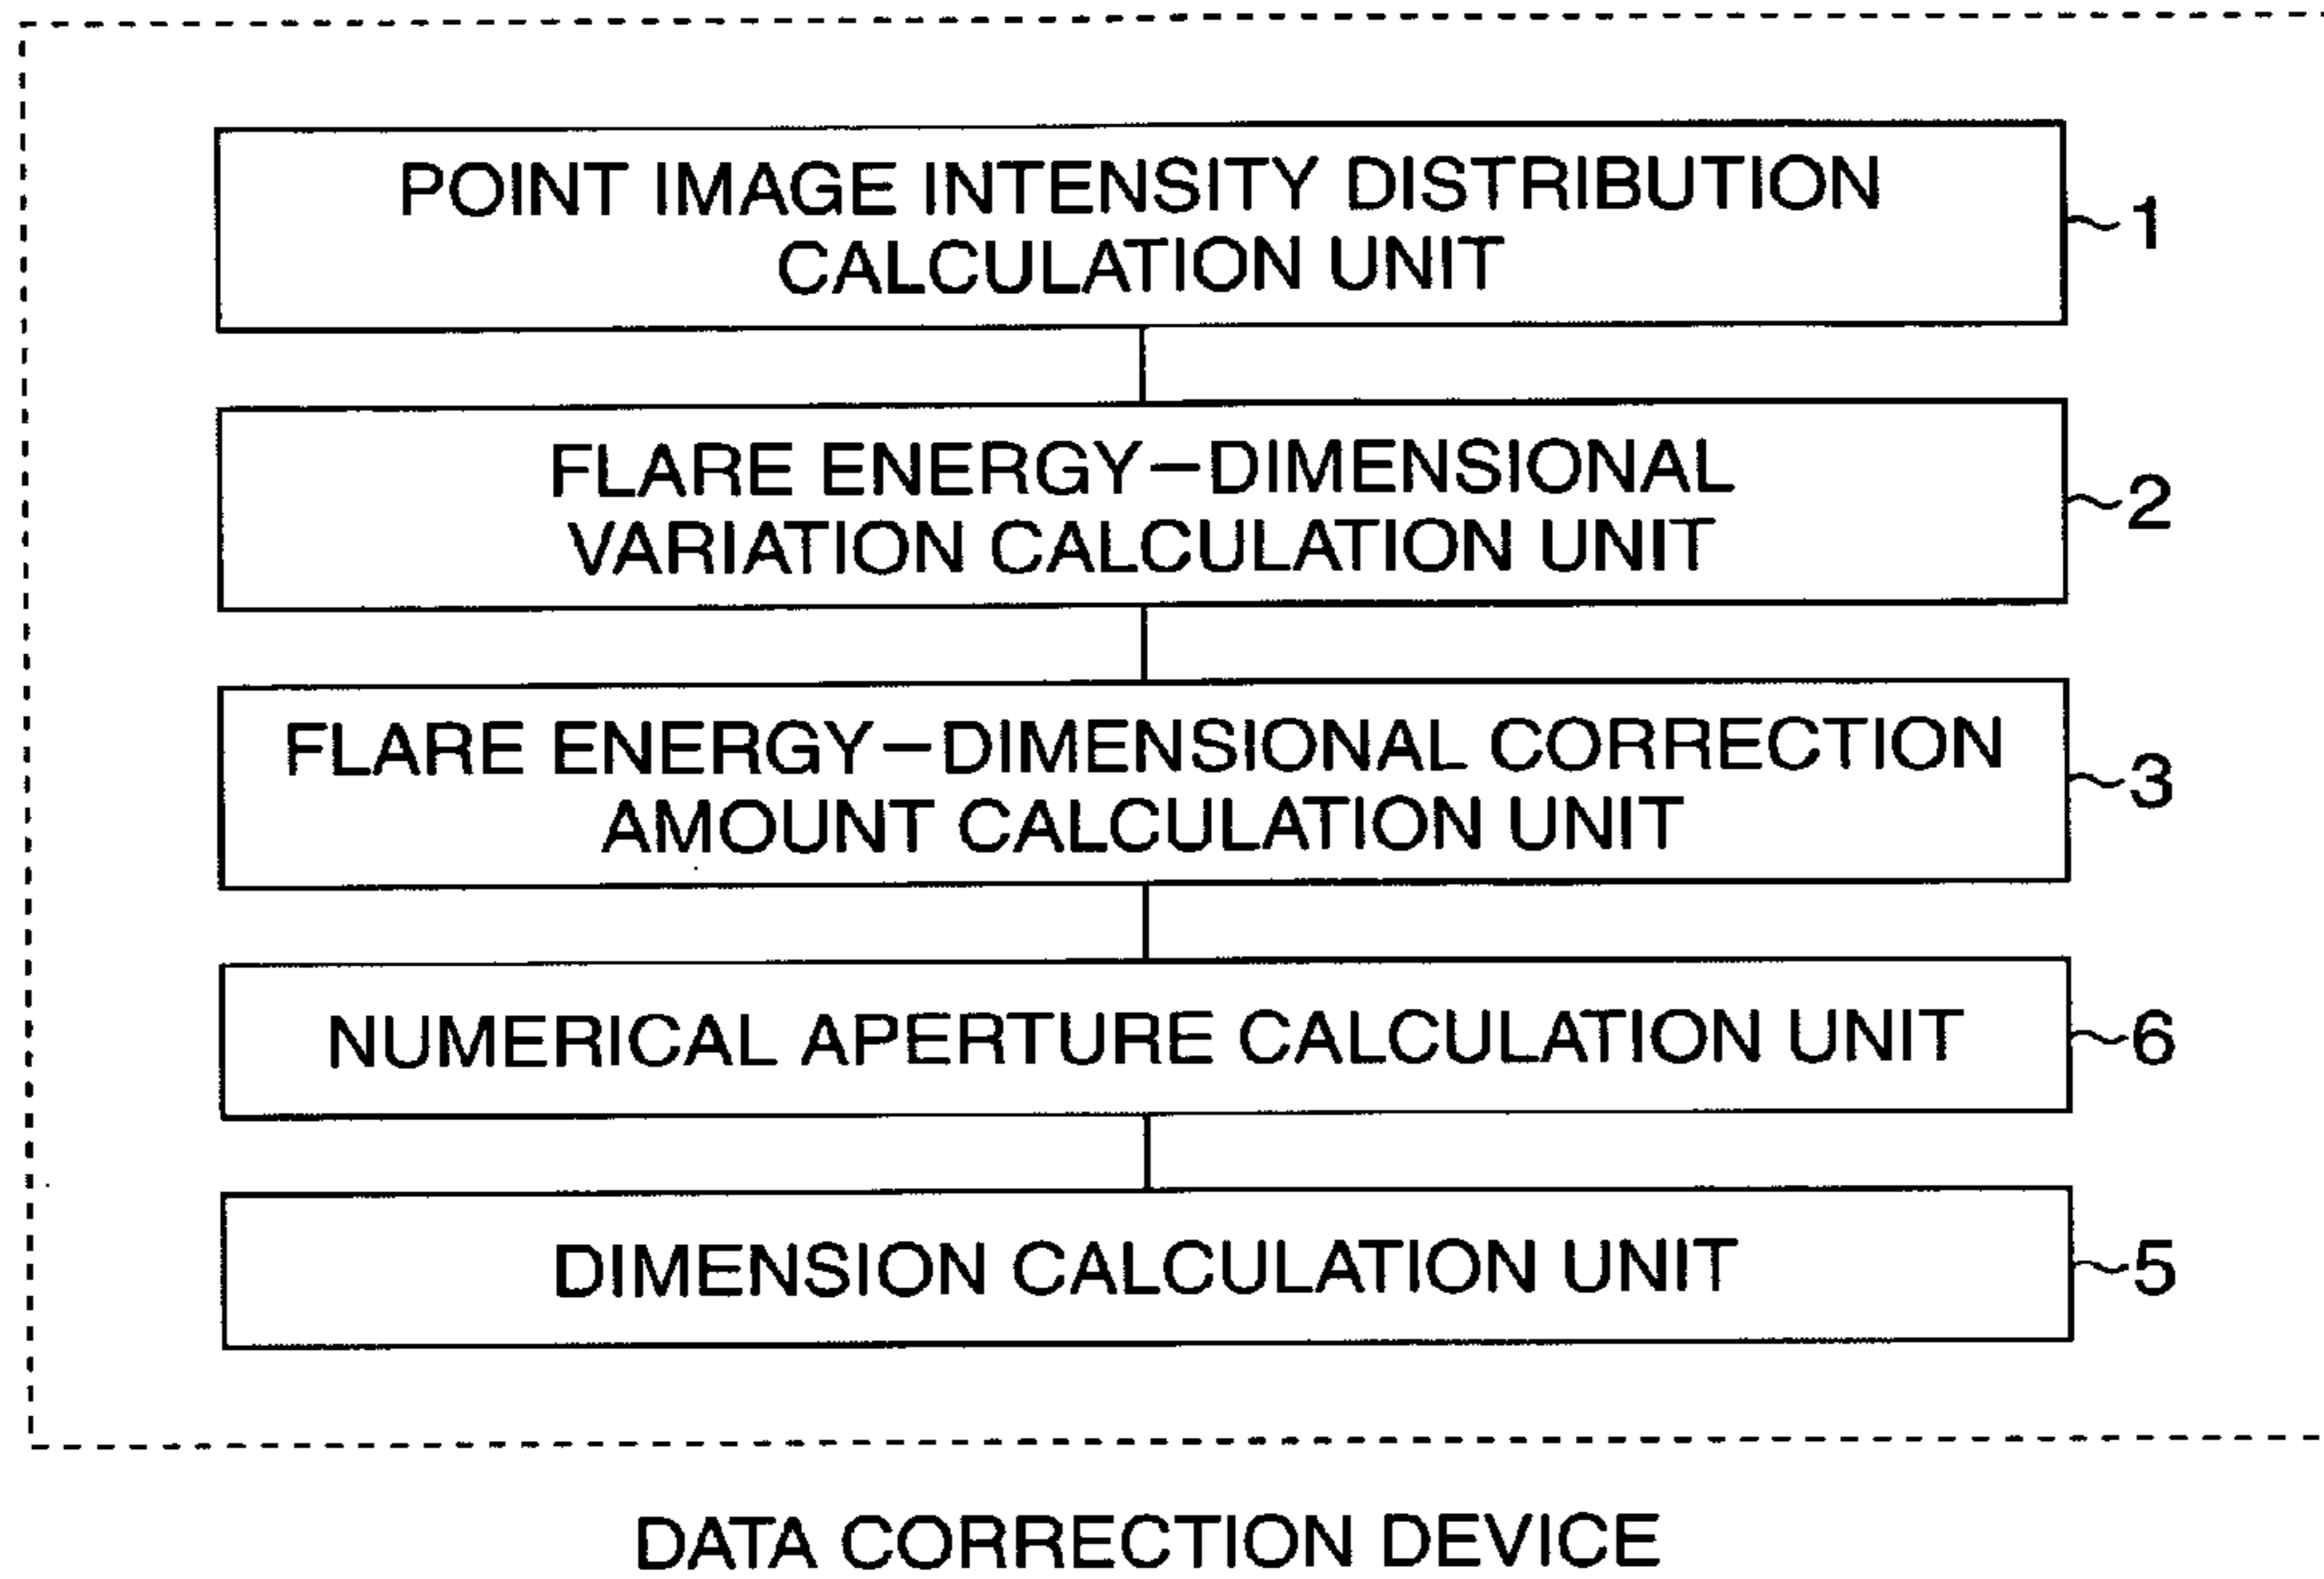 POINT IMAGE INTENSITY DISTRIBUTION
CALCULATION UNIT
1
FLARE ENERGY–DIMENSIONAL
VARIATION CALCULATION UNIT
2
FLARE ENERGY–DIMENSIONAL CORRECTION
AMOUNT CALCULATION UNIT
3
NUMERICAL APERTURE CALCULATION UNIT
6
DIMENSION CALCULATION UNIT
5
DATA CORRECTION DEVICE